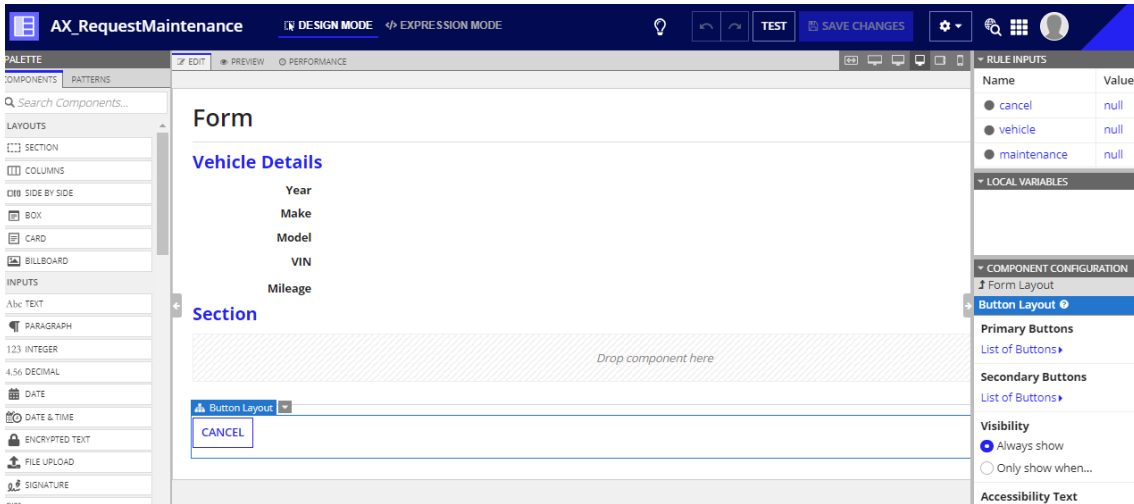 AX_RequestMaintenance
DESIGN MODE
</> EXPRESSION MODE
TEST
SAVE CHANGES
PALETTE
COMPONENTS
PATTERNS
Search Components...
LAYOUTS
SECTION
COLUMNS
SIDE BY SIDE
BOX
CARD
BILLBOARD
INPUTS
Abc TEXT
PARAGRAPH
123 INTEGER
4.56 DECIMAL
DATE
DATE & TIME
ENCRYPTED TEXT
FILE UPLOAD
SIGNATURE
EDIT
PREVIEW
PERFORMANCE
Form
Vehicle Details
Year
Make
Model
VIN
Mileage
Section
Drop component here
Button Layout
CANCEL
RULE INPUTS
Name Value
cancel null
vehicle null
maintenance null
LOCAL VARIABLES
COMPONENT CONFIGURATION
Form Layout
Button Layout
Primary Buttons
List of Buttons
Secondary Buttons
List of Buttons
Visibility
Always show
Only show when...
Accessibility Text